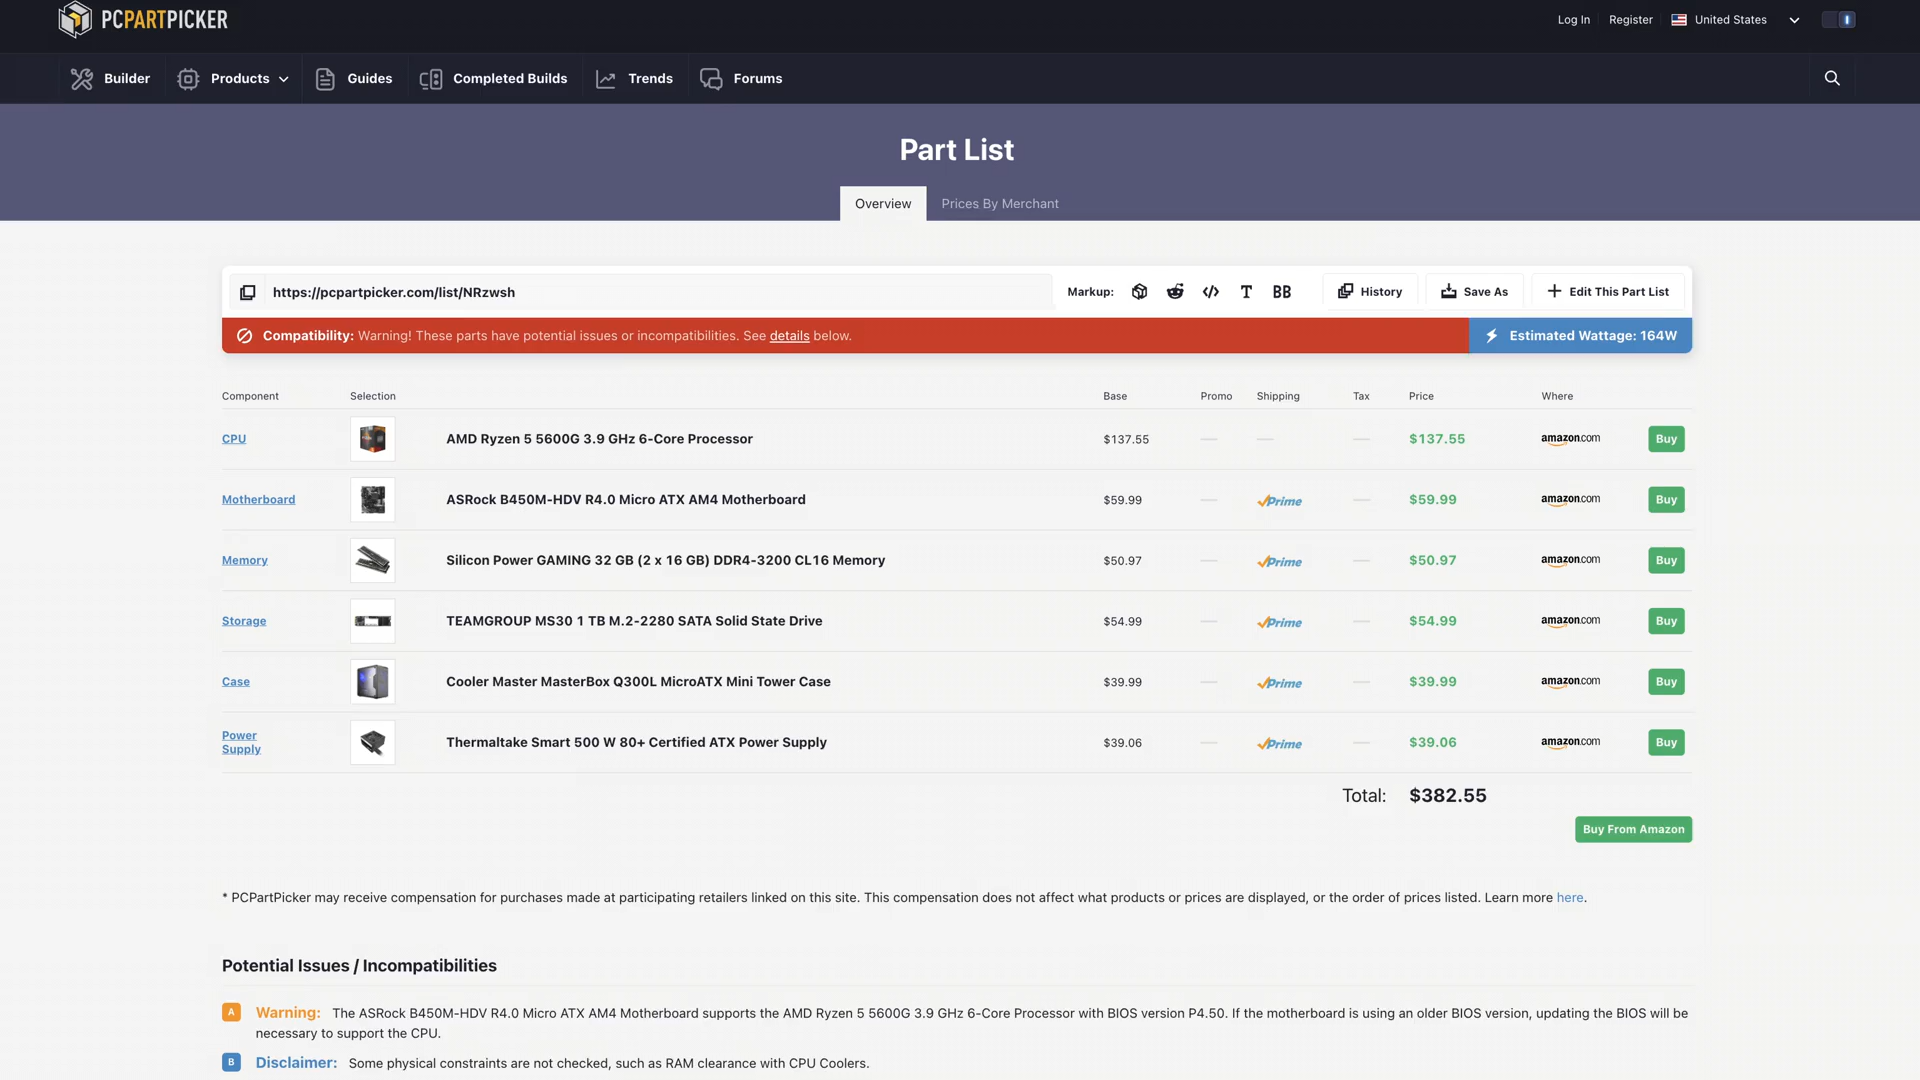 PCPARTPICKER
Log In Register United States
Builder Products Guides Completed Builds Trends Forums
Part List
Overview Prices By Merchant
https://pcpartpicker.com/list/NRzwsh Markup: T BB History Save As Edit This Part List
Compatibility: Warning! These parts have potential issues or incompatibilities. See details below. Estimated Wattage: 164W
Component Selection Base Promo Shipping Tax Price Where
CPU AMD Ryzen 5 5600G 3.9 GHz 6-Core Processor $137.55 — — — $137.55 amazon.com Buy
Motherboard ASRock B450M-HDV R4.0 Micro ATX AM4 Motherboard $59.99 — Prime — $59.99 amazon.com Buy
Memory Silicon Power GAMING 32 GB (2 x 16 GB) DDR4-3200 CL16 Memory $50.97 — Prime — $50.97 amazon.com Buy
Storage TEAMGROUP MS30 1 TB M.2-2280 SATA Solid State Drive $54.99 — Prime — $54.99 amazon.com Buy
Case Cooler Master MasterBox Q300L MicroATX Mini Tower Case $39.99 — Prime — $39.99 amazon.com Buy
Power
Supply Thermaltake Smart 500 W 80+ Certified ATX Power Supply $39.06 — Prime — $39.06 amazon.com Buy
Total: $382.55
Buy From Amazon
* PCPartPicker may receive compensation for purchases made at participating retailers linked on this site. This compensation does not affect what products or prices are displayed, or the order of prices listed. Learn more here.
Potential Issues / Incompatibilities
A Warning: The ASRock B450M-HDV R4.0 Micro ATX AM4 Motherboard supports the AMD Ryzen 5 5600G 3.9 GHz 6-Core Processor with BIOS version P4.50. If the motherboard is using an older BIOS version, updating the BIOS will be
necessary to support the CPU.
B Disclaimer: Some physical constraints are not checked, such as RAM clearance with CPU Coolers.